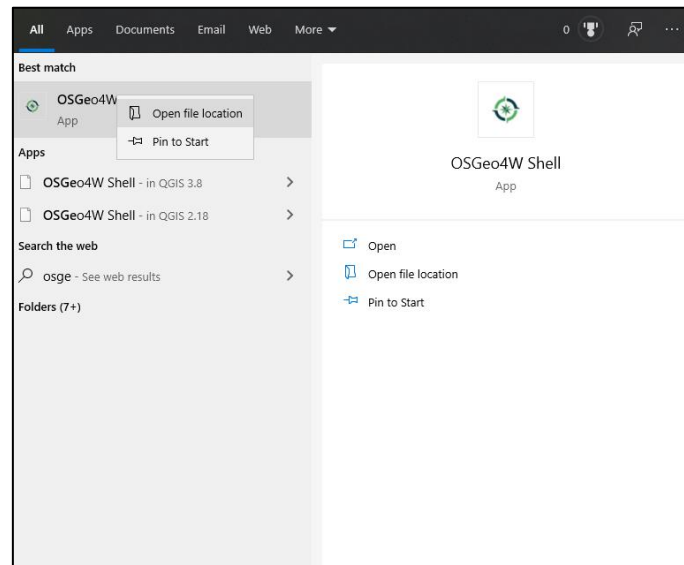 All Apps Documents Email Web More 0 ...
Best match
OSGeo4W
App
Open file location
Pin to Start
Apps
OSGeo4W Shell - in QGIS 3.8
OSGeo4W Shell - in QGIS 2.18
Search the web
osge - See web results
Folders (7+)
OSGeo4W Shell
App
Open
Open file location
Pin to Start